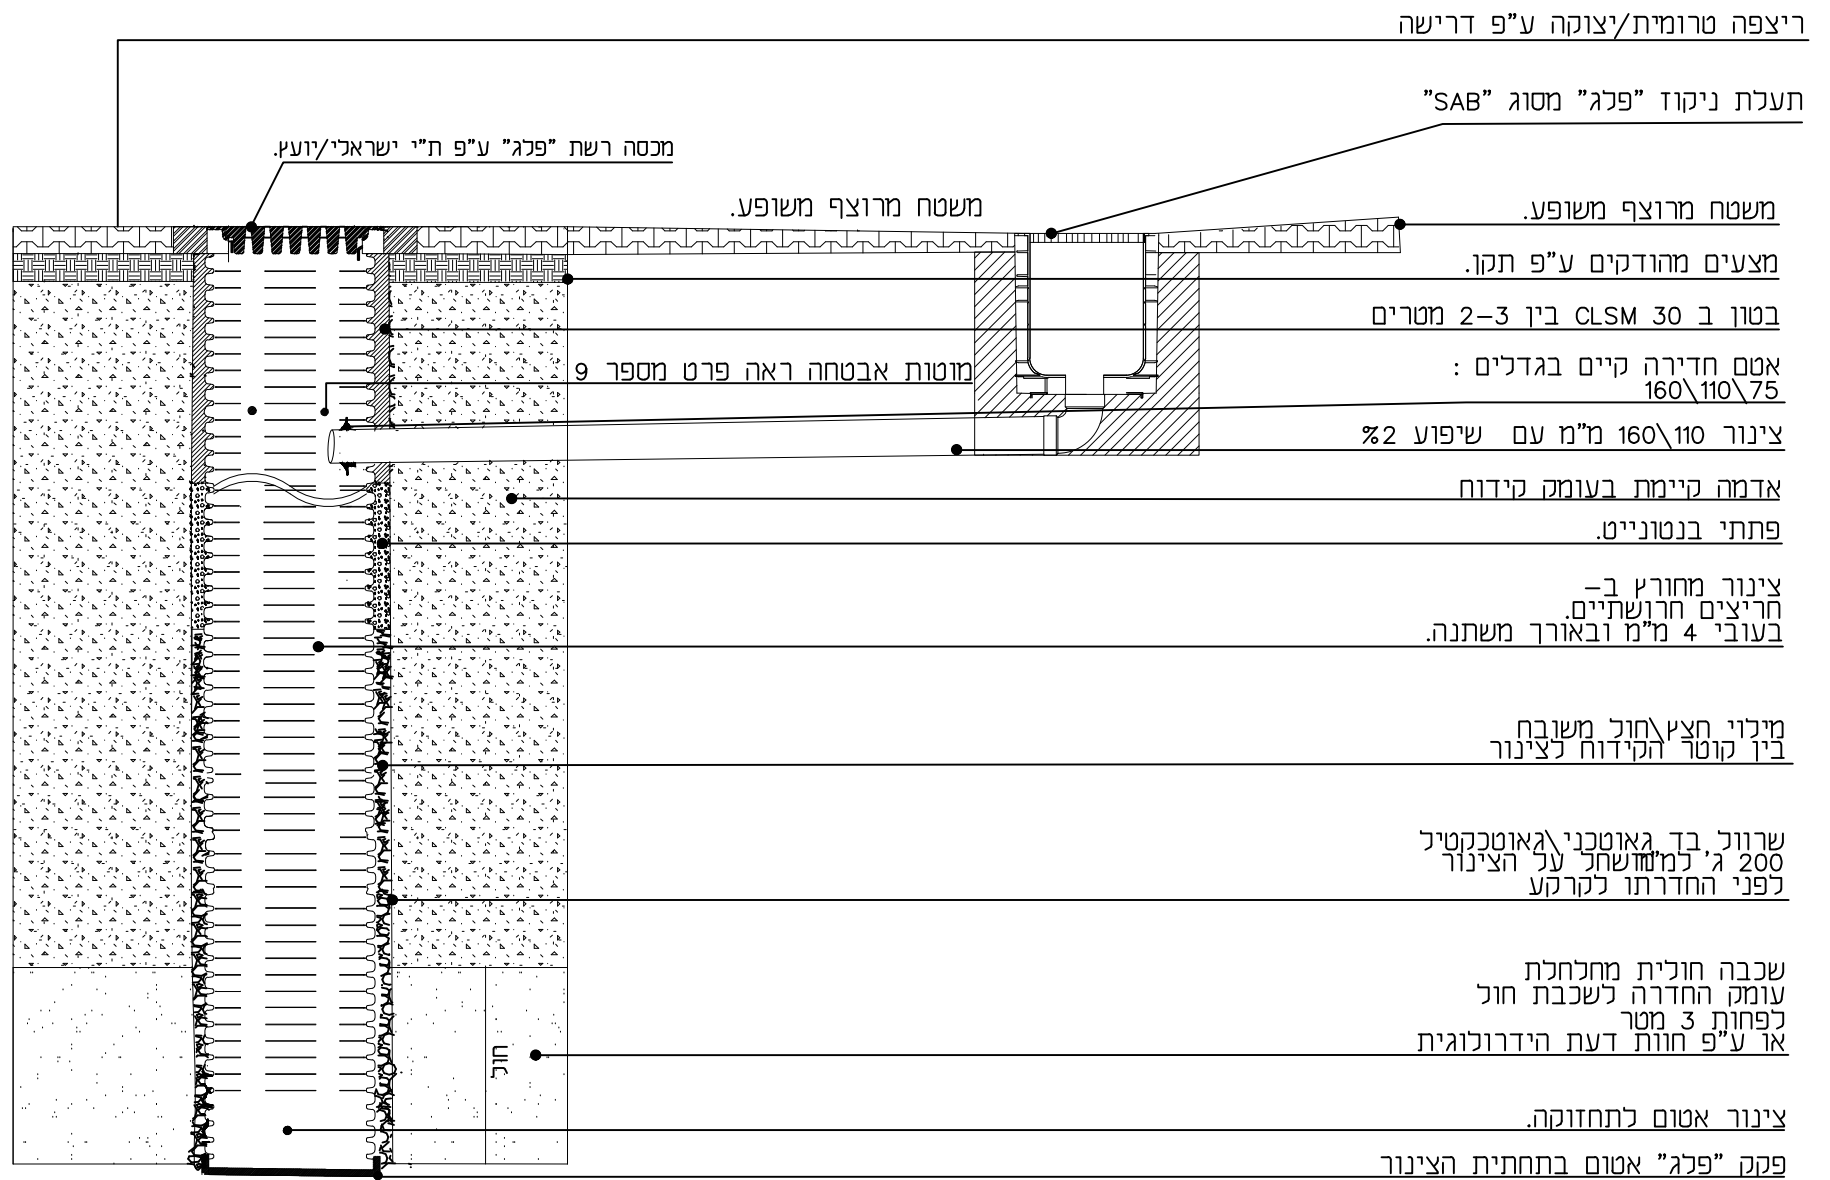 ריצפה טרומית/יצוקה ע"פ דרישה
תעלת ניקוז "פלג" מסוג "SAB"
מכסה רשת "פלג" ע"פ ת"י ישראלי/יועץ.
משטח מרוצף משופע.
משטח מרוצף משופע.
מצעים מהודקים ע"פ תקן.
בטון ב 30 CLSM בין 2-3 מטרים
אטם חדירה קיים בגדלים :
160\110\75
מוטות אבטחה ראה פרט מספר 9
צינור 160\110 מ"מ עם שיפוע 2%
אדמה קיימת בעומק קידוח
פתתי בנטונייט.
צינור מחורץ ב-
חריצים חרושתיים.
בעובי 4 מ"מ ובאורך משתנה.
מילוי חצץ\חול משובח
בין קוטר הקידוח לצינור
שרוול בד גאוטכני\גאוטכקטיל
200 ג' למ"מ מושחל על הצינור
לפני החדרתו לקרקע
שכבה חולית מחלחלת
עומק החדרה לשכבת חול
לפחות 3 מטר
או ע"פ חוות דעת הידרולוגית
חול
צינור אטום לתחזוקה.
פקק "פלג" אטום בתחתית הצינור